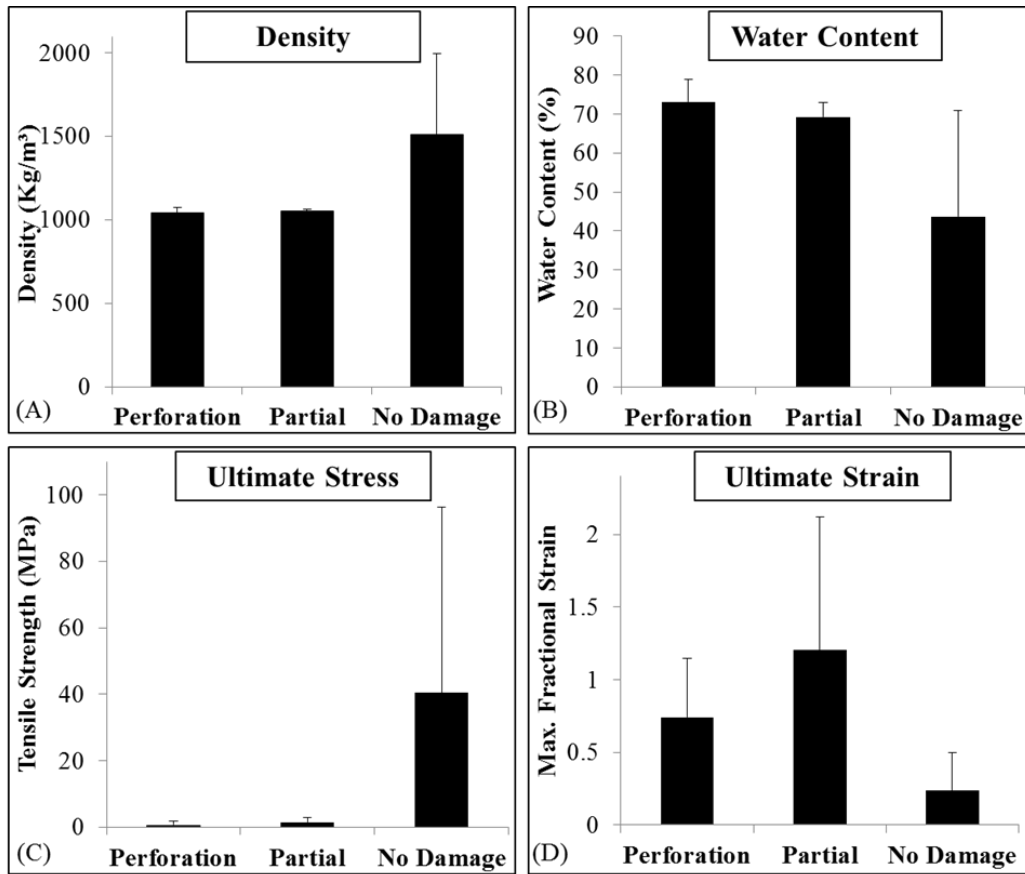 Density
Density (Kg/m³)
2000
1500
1000
500
0
Perforation Partial No Damage
(A)
Water Content
Water Content (%)
90
80
70
60
50
40
30
20
10
0
Perforation Partial No Damage
(B)
Ultimate Stress
Tensile Strength (MPa)
100
80
60
40
20
0
Perforation Partial No Damage
(C)
Ultimate Strain
Max. Fractional Strain
2
1.5
1
0.5
0
Perforation Partial No Damage
(D)